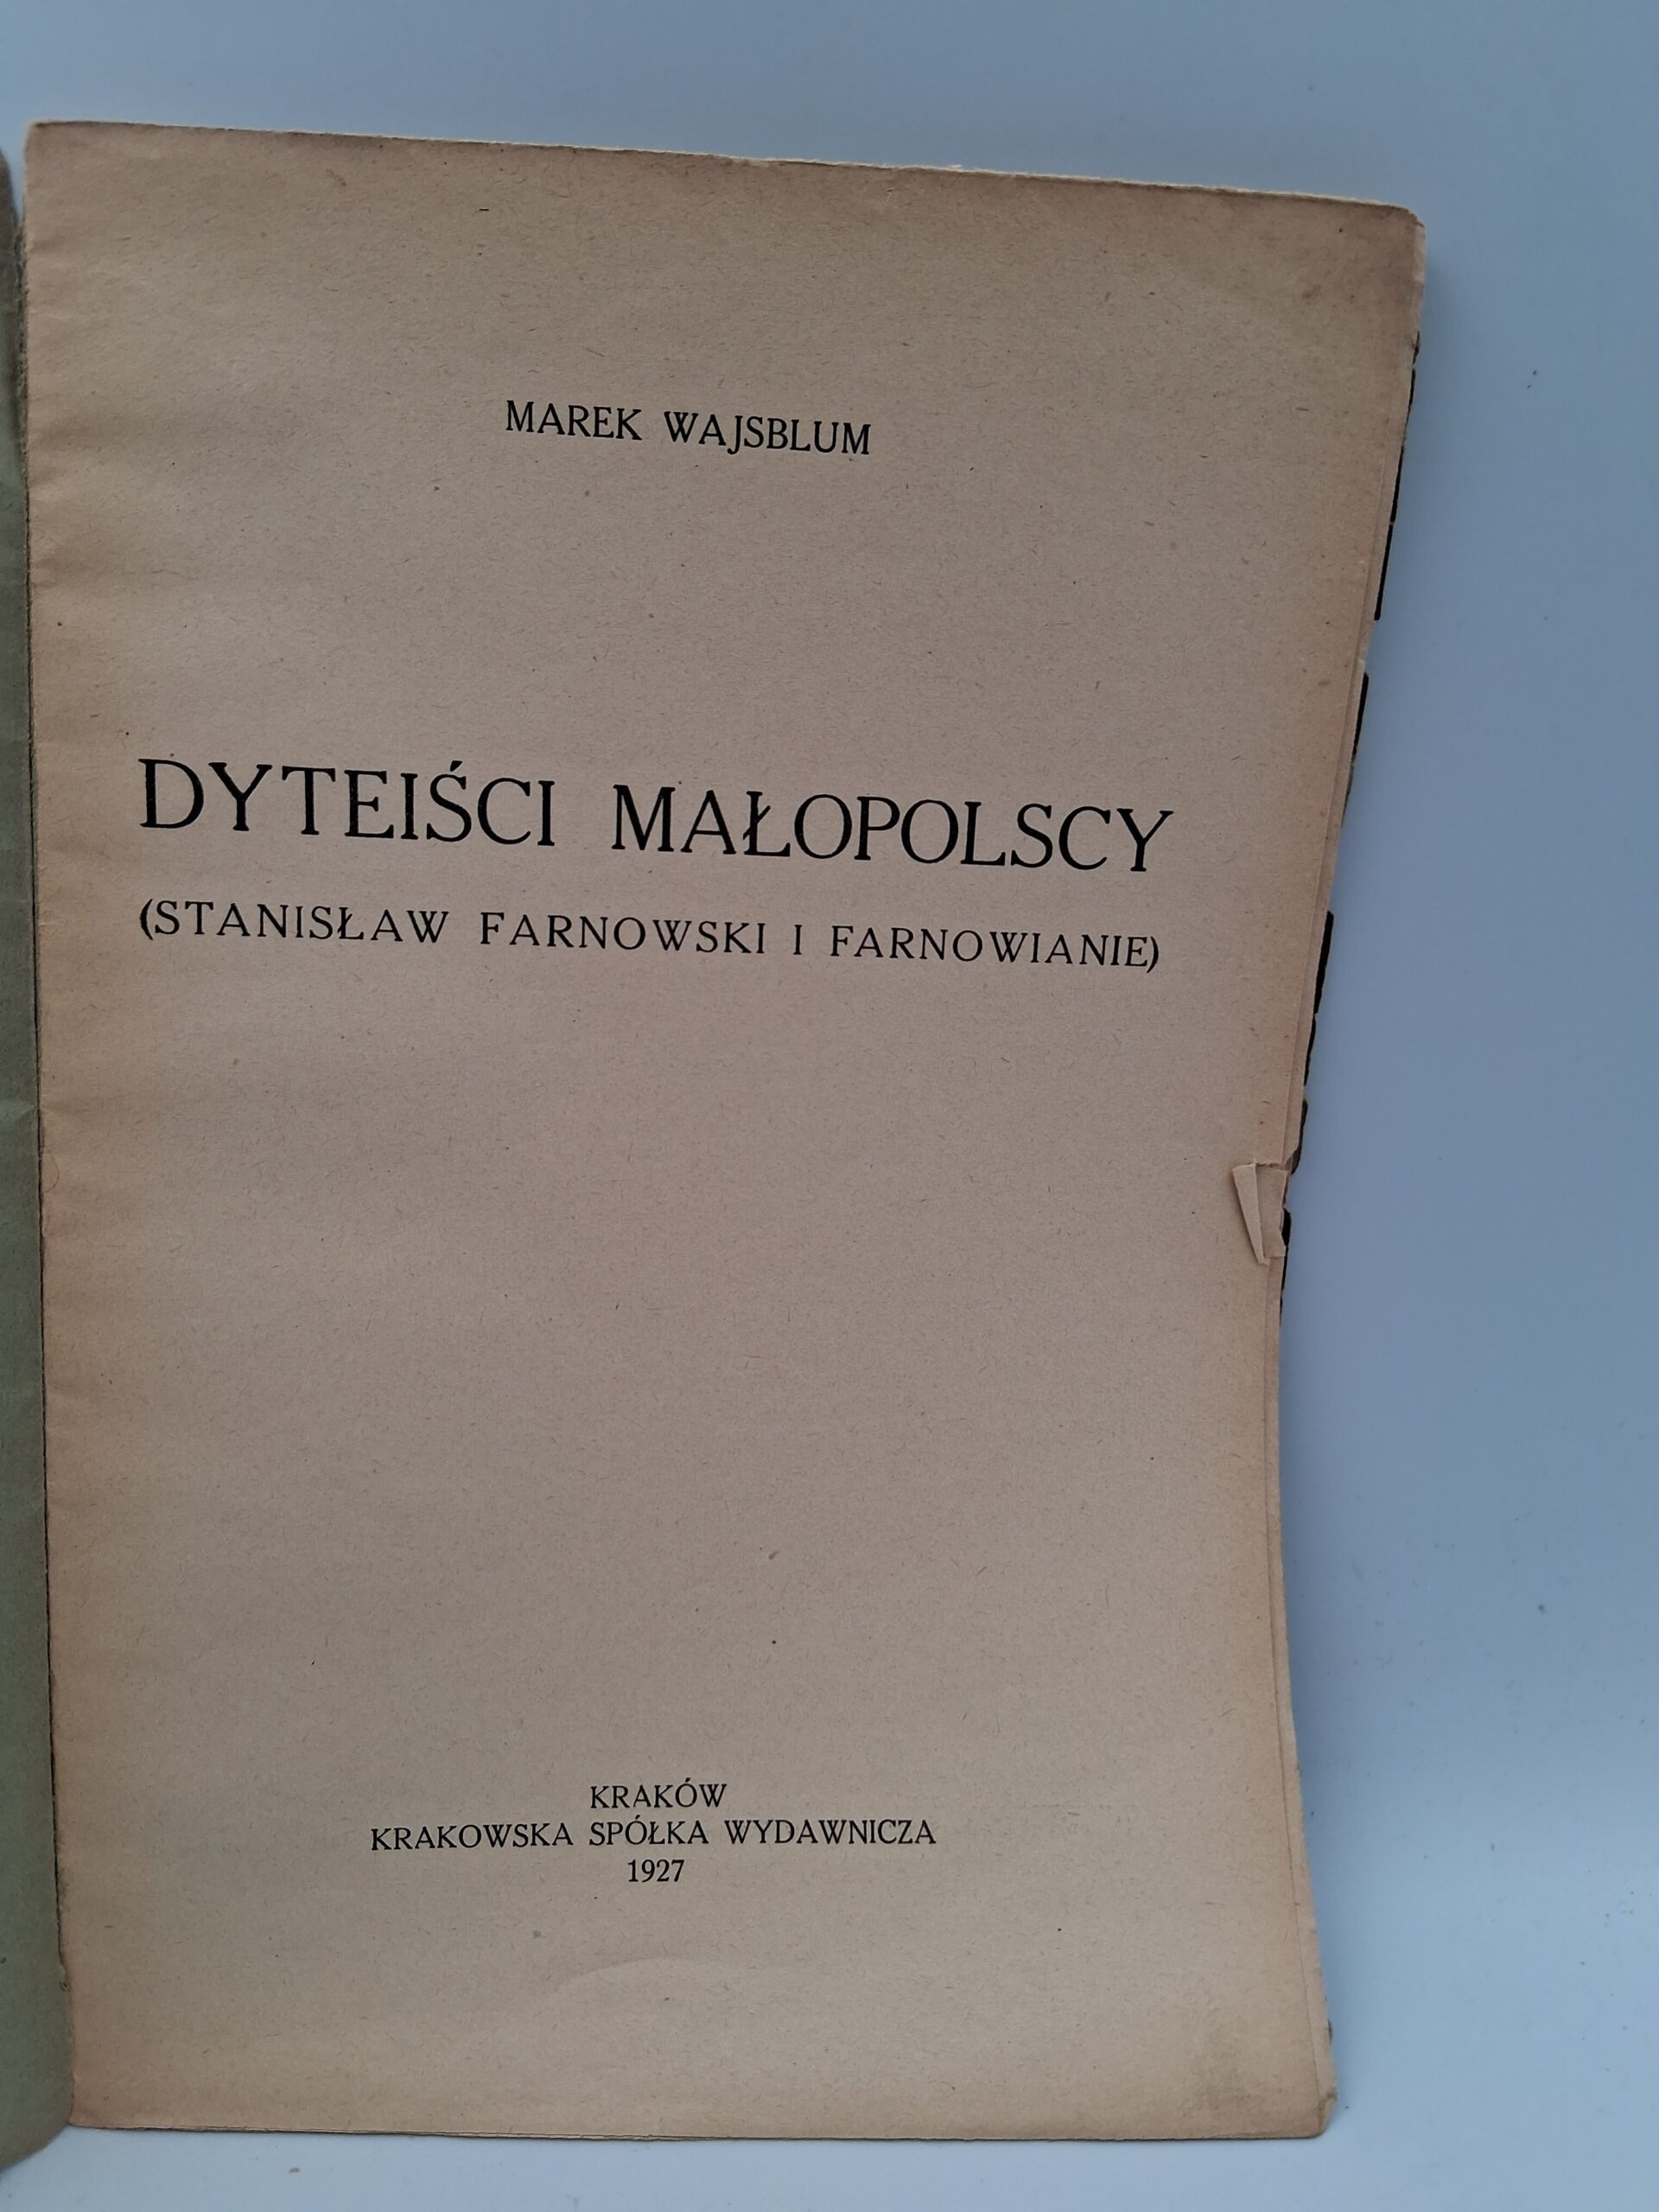 MAREK WAJSBLUM
DYTEIŚCI MAŁOPOLSCY
(STANISŁAW FARNOWSKI I FARNOWIANIE)
KRAKÓW
KRAKOWSKA SPÓŁKA WYDAWNICZA
1927